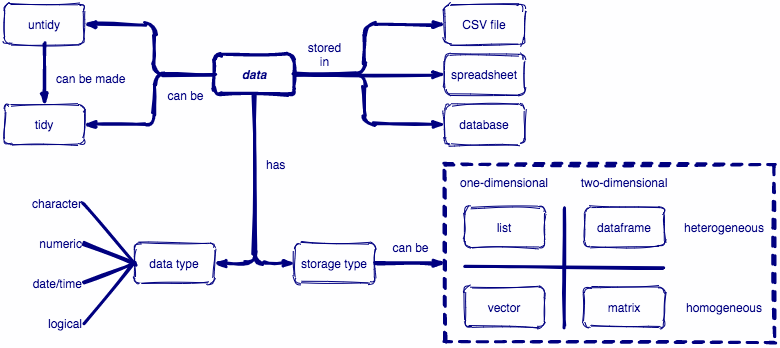 untidy
can be made
tidy
can be
data
stored
in
CSV file
spreadsheet
database
has
character
numeric
date/time
logical
data type
storage type
can be
one-dimensional
two-dimensional
list
dataframe
heterogeneous
vector
matrix
homogeneous